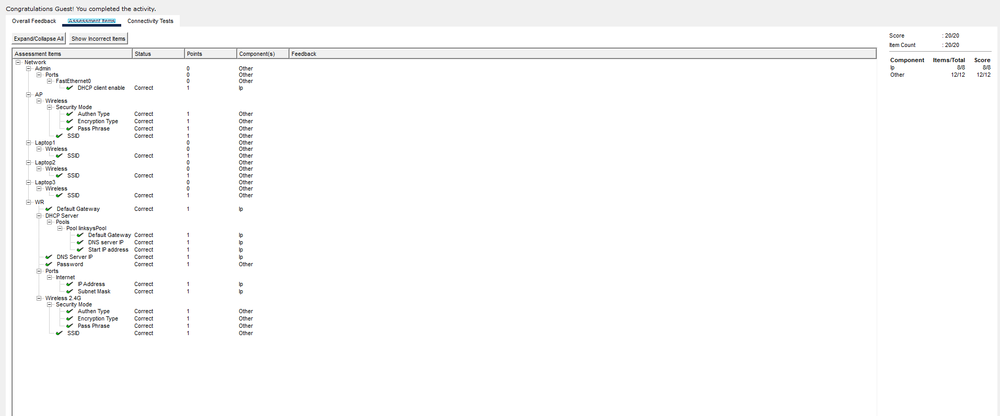 Congratulations Guest! You completed the activity.
Overall Feedback Assessment Items Connectivity Tests
Expand/Collapse All Show Incorrect Items
Score : 20/20
Item Count : 20/20
Assessment Items Status Points Component(s) Feedback
Component Items/Total Score
Ip 8/8 8/8
Other 12/12 12/12
Network
Admin 0 Other
Ports 0 Other
FastEthernet0 0 Other
DHCP client enable Correct 1 Ip
AP
Wireless
Security Mode
Authen Type Correct 1 Other
Encryption Type Correct 1 Other
Pass Phrase Correct 1 Other
SSID Correct 1 Other
Laptop1 0 Other
Wireless 0 Other
SSID Correct 1 Other
Laptop2 0 Other
Wireless 0 Other
SSID Correct 1 Other
Laptop3 0 Other
Wireless 0 Other
SSID Correct 1 Other
WR
Default Gateway Correct 1 Ip
DHCP Server
Pools
Pool linksysPool
Default Gateway Correct 1 Ip
DNS server IP Correct 1 Ip
Start IP address Correct 1 Ip
DNS Server IP Correct 1 Ip
Password Correct 1 Other
Ports
Internet
IP Address Correct 1 Ip
Subnet Mask Correct 1 Ip
Wireless 2.4G
Security Mode
Authen Type Correct 1 Other
Encryption Type Correct 1 Other
Pass Phrase Correct 1 Other
SSID Correct 1 Other